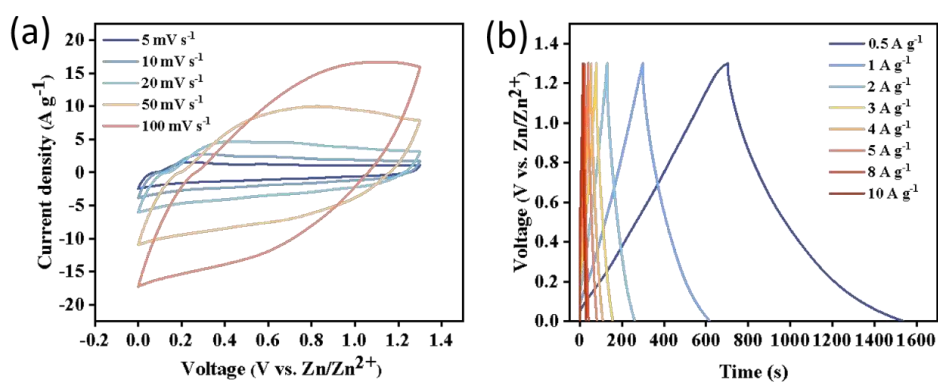 (a)
5 mV s⁻¹
10 mV s⁻¹
20 mV s⁻¹
50 mV s⁻¹
100 mV s⁻¹
20
15
10
5
0
-5
-10
-15
-20
Current density (A g⁻¹)
-0.2 0.0 0.2 0.4 0.6 0.8 1.0 1.2 1.4
Voltage (V vs. Zn/Zn²⁺)
(b)
0.5 A g⁻¹
1 A g⁻¹
2 A g⁻¹
3 A g⁻¹
4 A g⁻¹
5 A g⁻¹
8 A g⁻¹
10 A g⁻¹
1.4
1.2
1.0
0.8
0.6
0.4
0.2
0.0
Voltage (V vs. Zn/Zn²⁺)
0 200 400 600 800 1000 1200 1400 1600
Time (s)